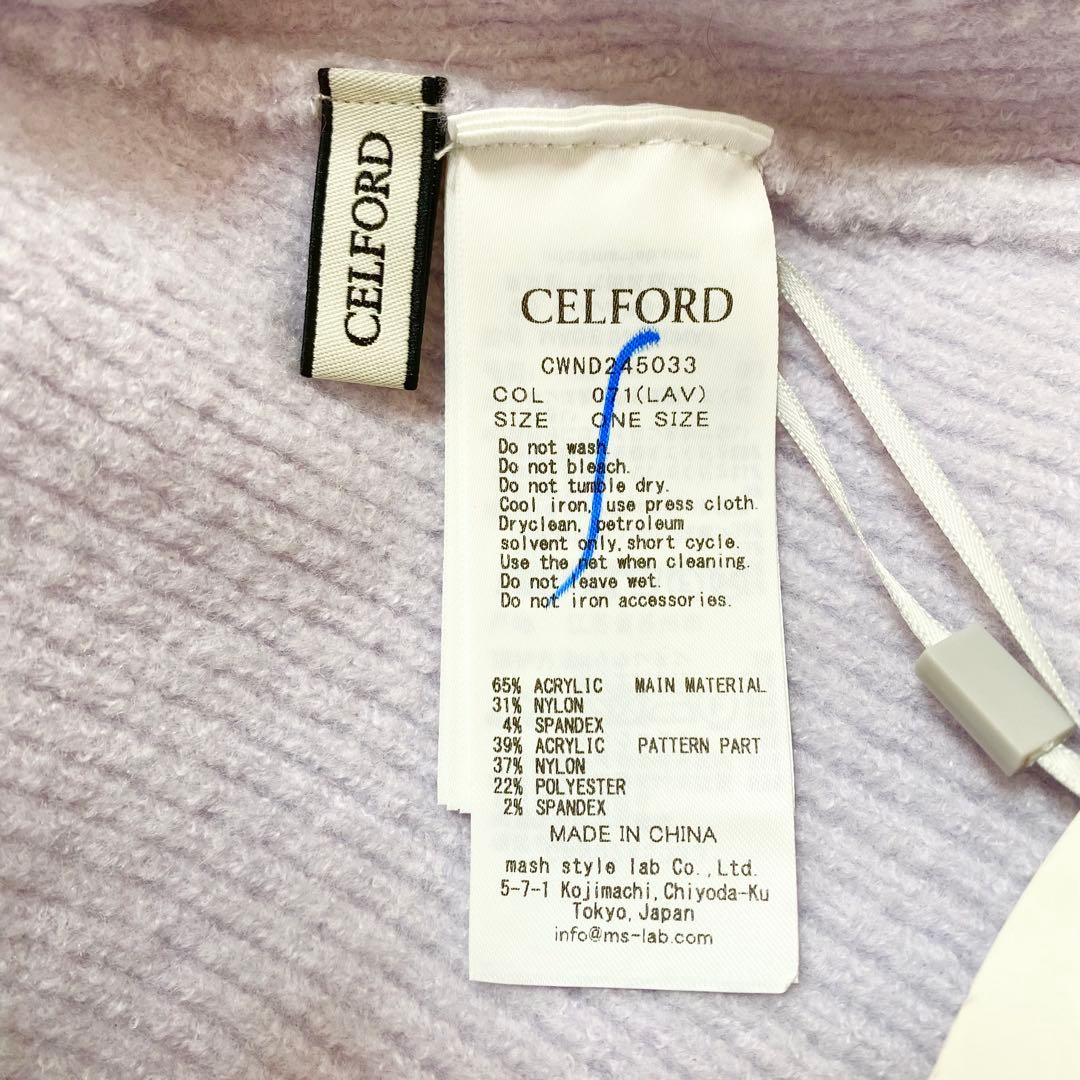 CELFORD
CELFORD
CWND245033
COL 071(LAV)
SIZE ONE SIZE
Do not wash.
Do not bleach.
Do not tumble dry.
Cool iron, use press cloth.
Dryclean, petroleum
solvent only, short cycle.
Use the net when cleaning.
Do not leave wet.
Do not iron accessories.
65% ACRYLIC MAIN MATERIAL
31% NYLON
4% SPANDEX
39% ACRYLIC PATTERN PART
37% NYLON
22% POLYESTER
2% SPANDEX
MADE IN CHINA
mash style lab Co.,Ltd.
5-7-1 Kojimachi, Chiyoda-Ku
Tokyo, Japan
info@ms-lab.com